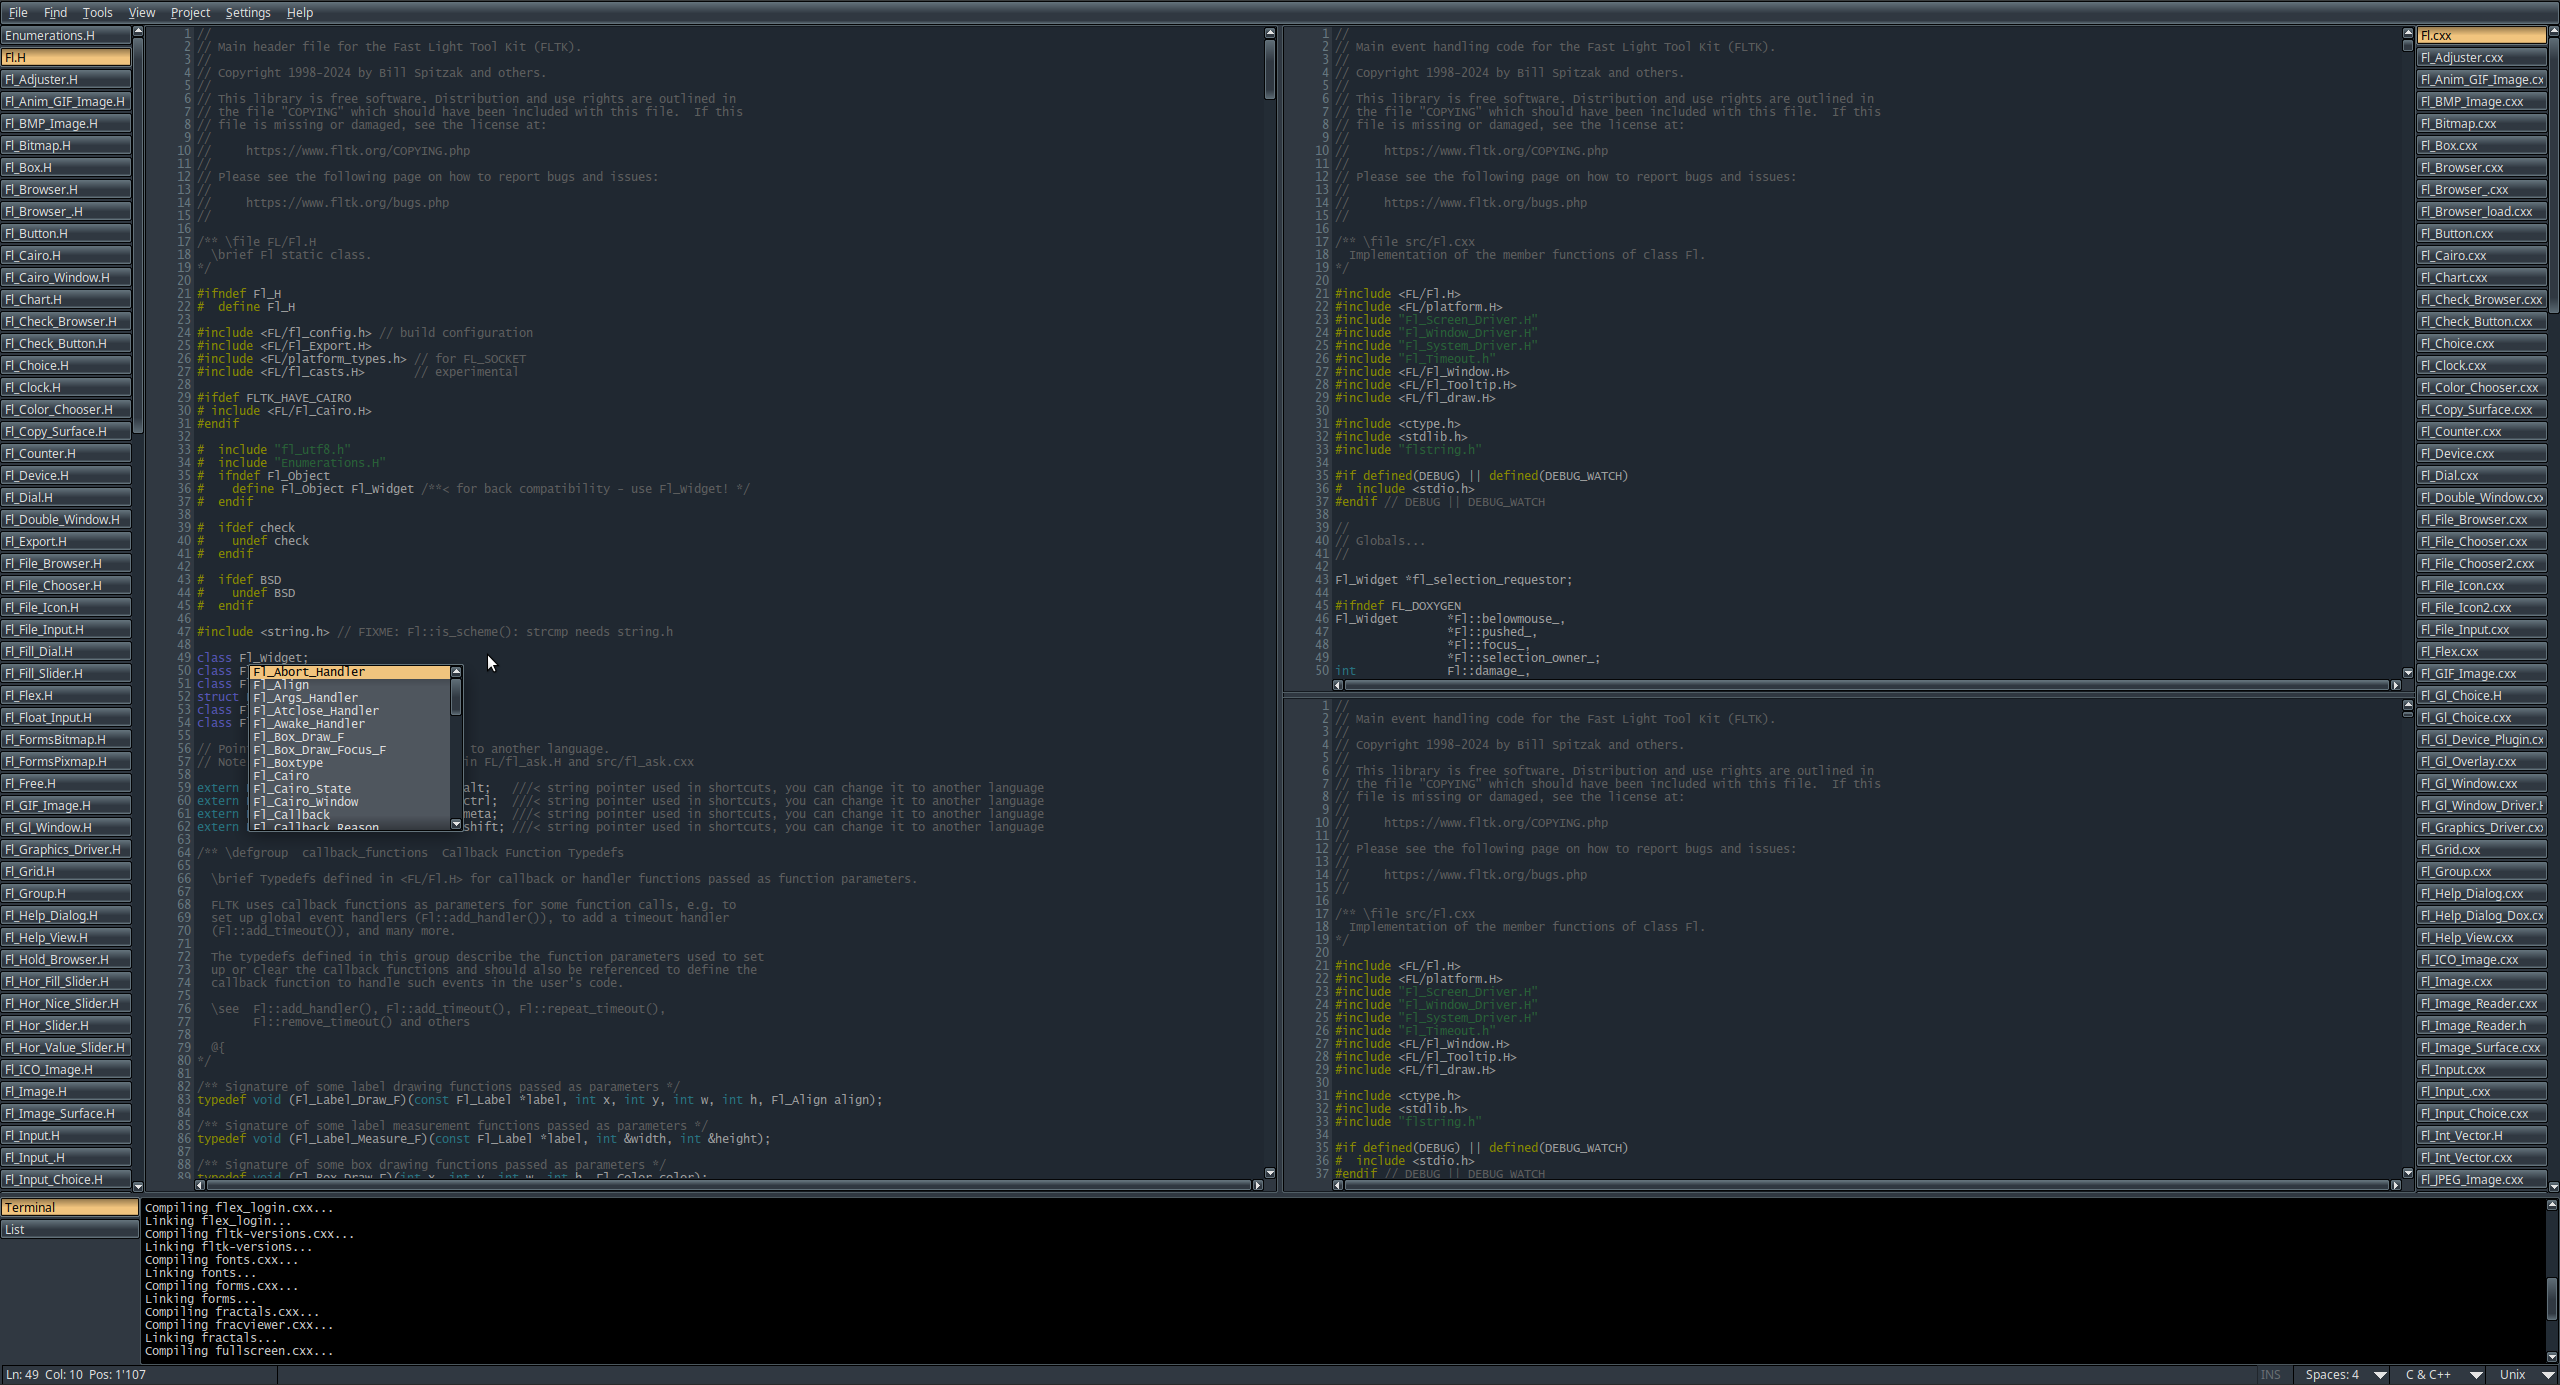 File Find Tools View Project Settings Help
Enumerations.H
Fl.H
Fl_Adjuster.H
Fl_Anim_GIF_Image.H
Fl_BMP_Image.H
Fl_Bitmap.H
Fl_Box.H
Fl_Browser.H
Fl_Browser_.H
Fl_Button.H
Fl_Cairo.H
Fl_Cairo_Window.H
Fl_Chart.H
Fl_Check_Browser.H
Fl_Check_Button.H
Fl_Choice.H
Fl_Clock.H
Fl_Color_Chooser.H
Fl_Copy_Surface.H
Fl_Counter.H
Fl_Device.H
Fl_Dial.H
Fl_Double_Window.H
Fl_Export.H
Fl_File_Browser.H
Fl_File_Chooser.H
Fl_File_Icon.H
Fl_File_Input.H
Fl_Fill_Dial.H
Fl_Fill_Slider.H
Fl_Flex.H
Fl_Float_Input.H
Fl_FormsBitmap.H
Fl_FormsPixmap.H
Fl_Free.H
Fl_GIF_Image.H
Fl_Gl_Window.H
Fl_Graphics_Driver.H
Fl_Grid.H
Fl_Group.H
Fl_Help_Dialog.H
Fl_Help_View.H
Fl_Hold_Browser.H
Fl_Hor_Fill_Slider.H
Fl_Hor_Nice_Slider.H
Fl_Hor_Slider.H
Fl_Hor_Value_Slider.H
Fl_ICO_Image.H
Fl_Image.H
Fl_Image_Surface.H
Fl_Input.H
Fl_Input_.H
Fl_Input_Choice.H
1 //
2 // Main header file for the Fast Light Tool Kit (FLTK).
3 //
4 // Copyright 1998-2024 by Bill Spitzak and others.
5 //
6 // This library is free software. Distribution and use rights are outlined in
7 // the file "COPYING" which should have been included with this file.  If this
8 // file is missing or damaged, see the license at:
9 //
10 //     https://www.fltk.org/COPYING.php
11 //
12 // Please see the following page on how to report bugs and issues:
13 //
14 //     https://www.fltk.org/bugs.php
15 //
16
17 /** \file FL/Fl.H
18   \brief Fl static class.
19 */
20
21 #ifndef Fl_H
22 #  define Fl_H
23
24 #include <FL/fl_config.h> // build configuration
25 #include <FL/Fl_Export.H>
26 #include <FL/platform_types.h> // for FL_SOCKET
27 #include <FL/fl_casts.H>       // experimental
28
29 #ifdef FLTK_HAVE_CAIRO
30 # include <FL/Fl_Cairo.H>
31 #endif
32
33 #  include "fl_utf8.h"
34 #  include "Enumerations.H"
35 #  ifndef Fl_Object
36 #    define Fl_Object Fl_Widget /**< for back compatibility - use Fl_Widget! */
37 #  endif
38
39 #  ifdef check
40 #    undef check
41 #  endif
42
43 #  ifdef BSD
44 #    undef BSD
45 #  endif
46
47 #include <string.h> // FIXME: Fl::is_scheme(): strcmp needs string.h
48
49 class Fl_Widget;
50 class F
51 class F
52 struct
53 class F
54 class F
55
56 // Poin to another language.
57 // Note in FL/fl_ask.H and src/fl_ask.cxx
58
59 extern alt;   ///< string pointer used in shortcuts, you can change it to another language
60 extern ctrl;  ///< string pointer used in shortcuts, you can change it to another language
61 extern meta;  ///< string pointer used in shortcuts, you can change it to another language
62 extern shift; ///< string pointer used in shortcuts, you can change it to another language
63
64 /** \defgroup  callback_functions  Callback Function Typedefs
65
66   \brief Typedefs defined in <FL/Fl.H> for callback or handler functions passed as function parameters.
67
68   FLTK uses callback functions as parameters for some function calls, e.g. to
69   set up global event handlers (Fl::add_handler()), to add a timeout handler
70   (Fl::add_timeout()), and many more.
71
72   The typedefs defined in this group describe the function parameters used to set
73   up or clear the callback functions and should also be referenced to define the
74   callback function to handle such events in the user's code.
75
76   \see  Fl::add_handler(), Fl::add_timeout(), Fl::repeat_timeout(),
77         Fl::remove_timeout() and others
78
79   @{
80 */
81
82 /** Signature of some label drawing functions passed as parameters */
83 typedef void (Fl_Label_Draw_F)(const Fl_Label *label, int x, int y, int w, int h, Fl_Align align);
84
85 /** Signature of some label measurement functions passed as parameters */
86 typedef void (Fl_Label_Measure_F)(const Fl_Label *label, int &width, int &height);
87
88 /** Signature of some box drawing functions passed as parameters */
89 typedef void (Fl_Box_Draw_F)(int x, int y, int w, int h, Fl_Color color);
Fl_Abort_Handler
Fl_Align
Fl_Args_Handler
Fl_Atclose_Handler
Fl_Awake_Handler
Fl_Box_Draw_F
Fl_Box_Draw_Focus_F
Fl_Boxtype
Fl_Cairo
Fl_Cairo_State
Fl_Cairo_Window
Fl_Callback
Fl_Callback_Reason
1 //
2 // Main event handling code for the Fast Light Tool Kit (FLTK).
3 //
4 // Copyright 1998-2024 by Bill Spitzak and others.
5 //
6 // This library is free software. Distribution and use rights are outlined in
7 // the file "COPYING" which should have been included with this file.  If this
8 // file is missing or damaged, see the license at:
9 //
10 //     https://www.fltk.org/COPYING.php
11 //
12 // Please see the following page on how to report bugs and issues:
13 //
14 //     https://www.fltk.org/bugs.php
15 //
16
17 /** \file src/Fl.cxx
18   Implementation of the member functions of class Fl.
19 */
20
21 #include <FL/Fl.H>
22 #include <FL/platform.H>
23 #include "Fl_Screen_Driver.H"
24 #include "Fl_Window_Driver.H"
25 #include "Fl_System_Driver.H"
26 #include "Fl_Timeout.h"
27 #include <FL/Fl_Window.H>
28 #include <FL/Fl_Tooltip.H>
29 #include <FL/fl_draw.H>
30
31 #include <ctype.h>
32 #include <stdlib.h>
33 #include "flstring.h"
34
35 #if defined(DEBUG) || defined(DEBUG_WATCH)
36 #  include <stdio.h>
37 #endif // DEBUG || DEBUG_WATCH
38
39 //
40 // Globals...
41 //
42
43 Fl_Widget *fl_selection_requestor;
44
45 #ifndef FL_DOXYGEN
46 Fl_Widget       *Fl::belowmouse_,
47                 *Fl::pushed_,
48                 *Fl::focus_,
49                 *Fl::selection_owner_;
50 int             Fl::damage_,
1 //
2 // Main event handling code for the Fast Light Tool Kit (FLTK).
3 //
4 // Copyright 1998-2024 by Bill Spitzak and others.
5 //
6 // This library is free software. Distribution and use rights are outlined in
7 // the file "COPYING" which should have been included with this file.  If this
8 // file is missing or damaged, see the license at:
9 //
10 //     https://www.fltk.org/COPYING.php
11 //
12 // Please see the following page on how to report bugs and issues:
13 //
14 //     https://www.fltk.org/bugs.php
15 //
16
17 /** \file src/Fl.cxx
18   Implementation of the member functions of class Fl.
19 */
20
21 #include <FL/Fl.H>
22 #include <FL/platform.H>
23 #include "Fl_Screen_Driver.H"
24 #include "Fl_Window_Driver.H"
25 #include "Fl_System_Driver.H"
26 #include "Fl_Timeout.h"
27 #include <FL/Fl_Window.H>
28 #include <FL/Fl_Tooltip.H>
29 #include <FL/fl_draw.H>
30
31 #include <ctype.h>
32 #include <stdlib.h>
33 #include "flstring.h"
34
35 #if defined(DEBUG) || defined(DEBUG_WATCH)
36 #  include <stdio.h>
37 #endif // DEBUG || DEBUG_WATCH
Fl.cxx
Fl_Adjuster.cxx
Fl_Anim_GIF_Image.cx
Fl_BMP_Image.cxx
Fl_Bitmap.cxx
Fl_Box.cxx
Fl_Browser.cxx
Fl_Browser_.cxx
Fl_Browser_load.cxx
Fl_Button.cxx
Fl_Cairo.cxx
Fl_Chart.cxx
Fl_Check_Browser.cxx
Fl_Check_Button.cxx
Fl_Choice.cxx
Fl_Clock.cxx
Fl_Color_Chooser.cxx
Fl_Copy_Surface.cxx
Fl_Counter.cxx
Fl_Device.cxx
Fl_Dial.cxx
Fl_Double_Window.cxx
Fl_File_Browser.cxx
Fl_File_Chooser.cxx
Fl_File_Chooser2.cxx
Fl_File_Icon.cxx
Fl_File_Icon2.cxx
Fl_File_Input.cxx
Fl_Flex.cxx
Fl_GIF_Image.cxx
Fl_Gl_Choice.H
Fl_Gl_Choice.cxx
Fl_Gl_Device_Plugin.cx
Fl_Gl_Overlay.cxx
Fl_Gl_Window.cxx
Fl_Gl_Window_Driver.H
Fl_Graphics_Driver.cxx
Fl_Grid.cxx
Fl_Group.cxx
Fl_Help_Dialog.cxx
Fl_Help_Dialog_Dox.cx
Fl_Help_View.cxx
Fl_ICO_Image.cxx
Fl_Image.cxx
Fl_Image_Reader.cxx
Fl_Image_Reader.h
Fl_Image_Surface.cxx
Fl_Input.cxx
Fl_Input_.cxx
Fl_Input_Choice.cxx
Fl_Int_Vector.H
Fl_Int_Vector.cxx
Fl_JPEG_Image.cxx
Terminal
List
Compiling flex_login.cxx...
Linking flex_login...
Compiling fltk-versions.cxx...
Linking fltk-versions...
Compiling fonts.cxx...
Linking fonts...
Compiling forms.cxx...
Linking forms...
Compiling fractals.cxx...
Compiling fracviewer.cxx...
Linking fractals...
Compiling fullscreen.cxx...
Ln: 49 Col: 10 Pos: 1'107 INS Spaces: 4 C & C++ Unix